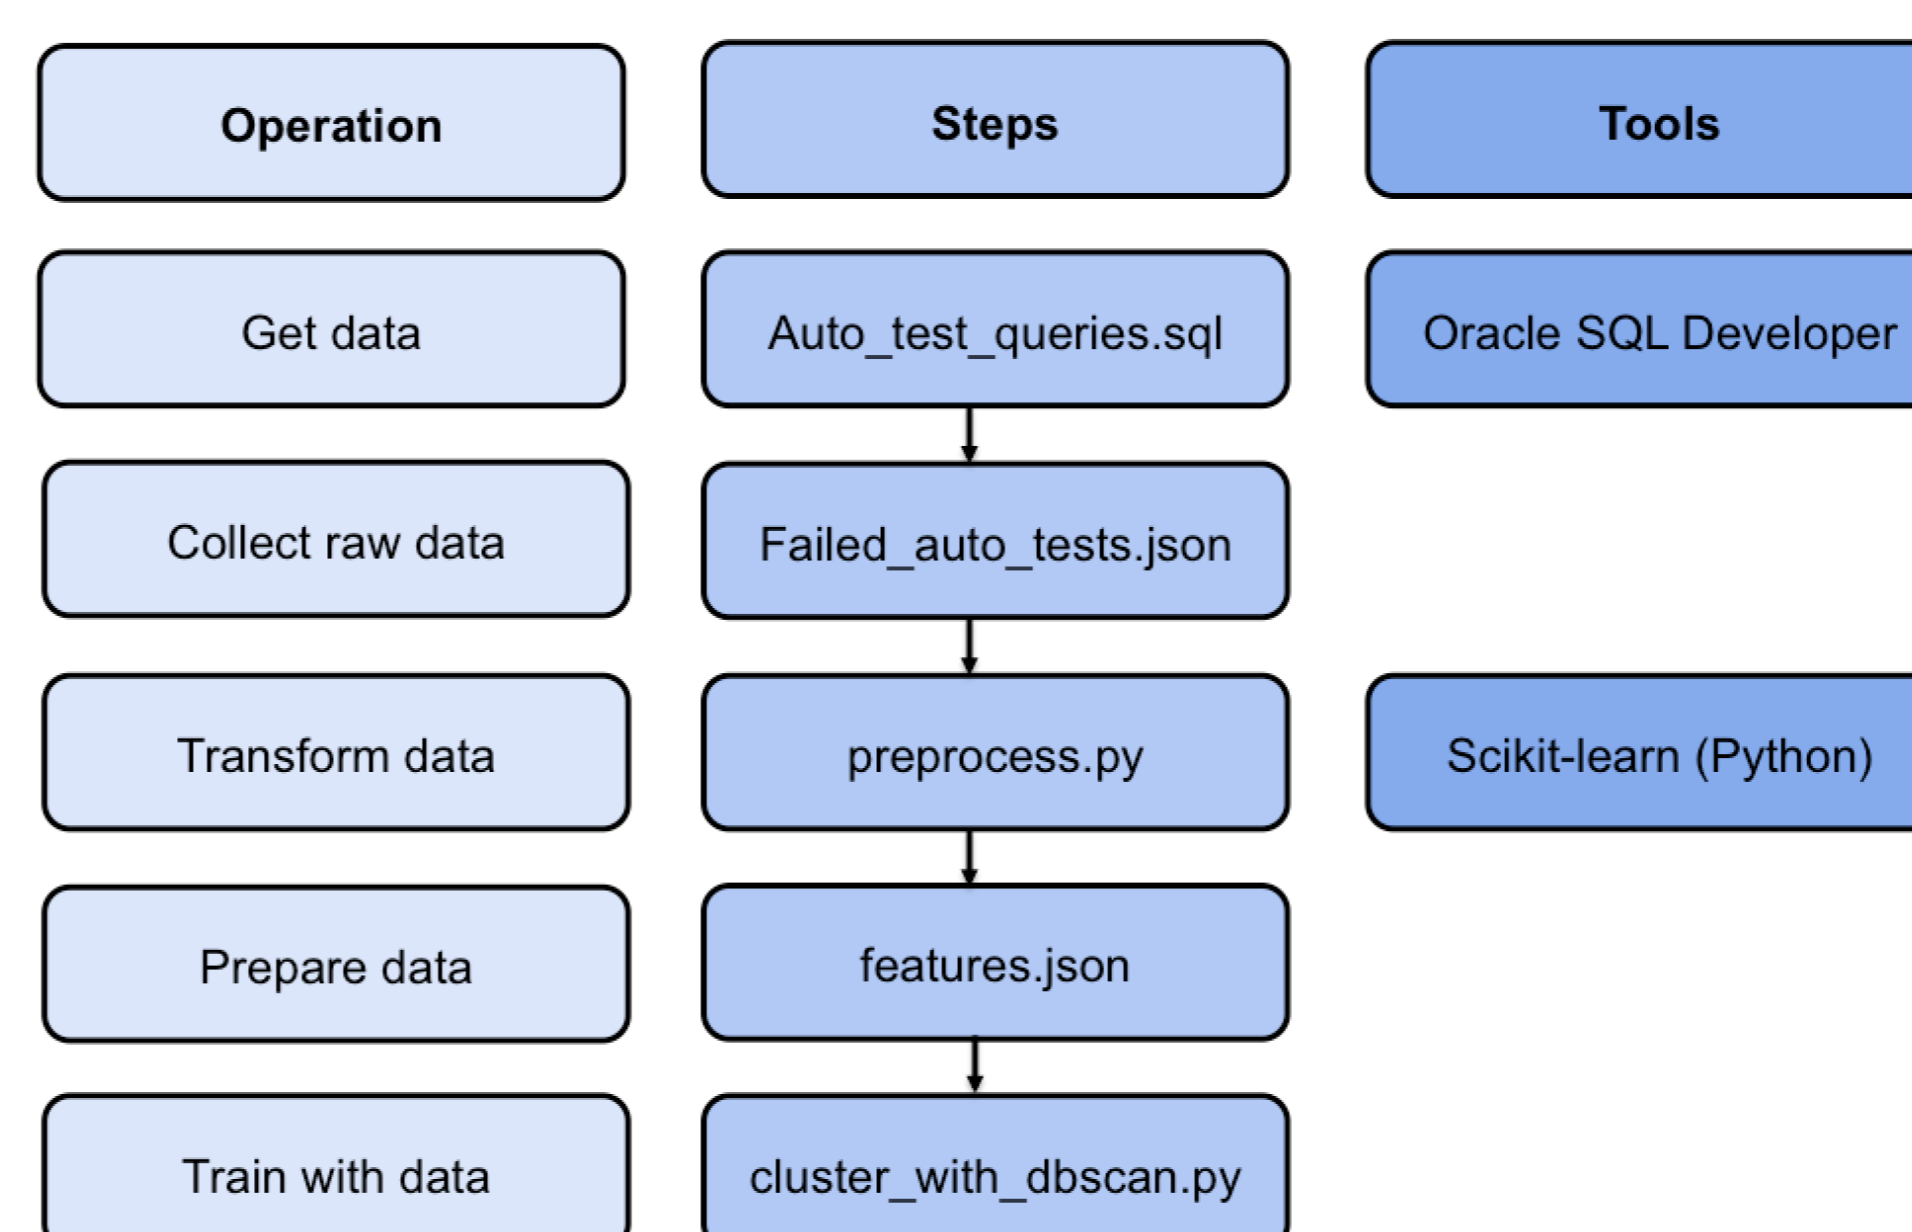 Operation
Steps
Tools
Get data
Auto_test_queries.sql
Oracle SQL Developer
Collect raw data
Failed_auto_tests.json
Transform data
preprocess.py
Scikit-learn (Python)
Prepare data
features.json
Train with data
cluster_with_dbscan.py